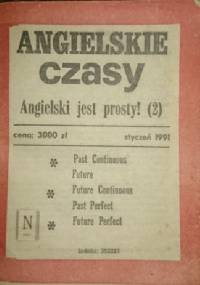 ANGIELSKIE
czasy
Angielski jest prosty! (2)
cena: 3000 zł styczeń 1991
* Past Continuous
Future
* Future Continuous
Past Perfect
* Future Perfect
N